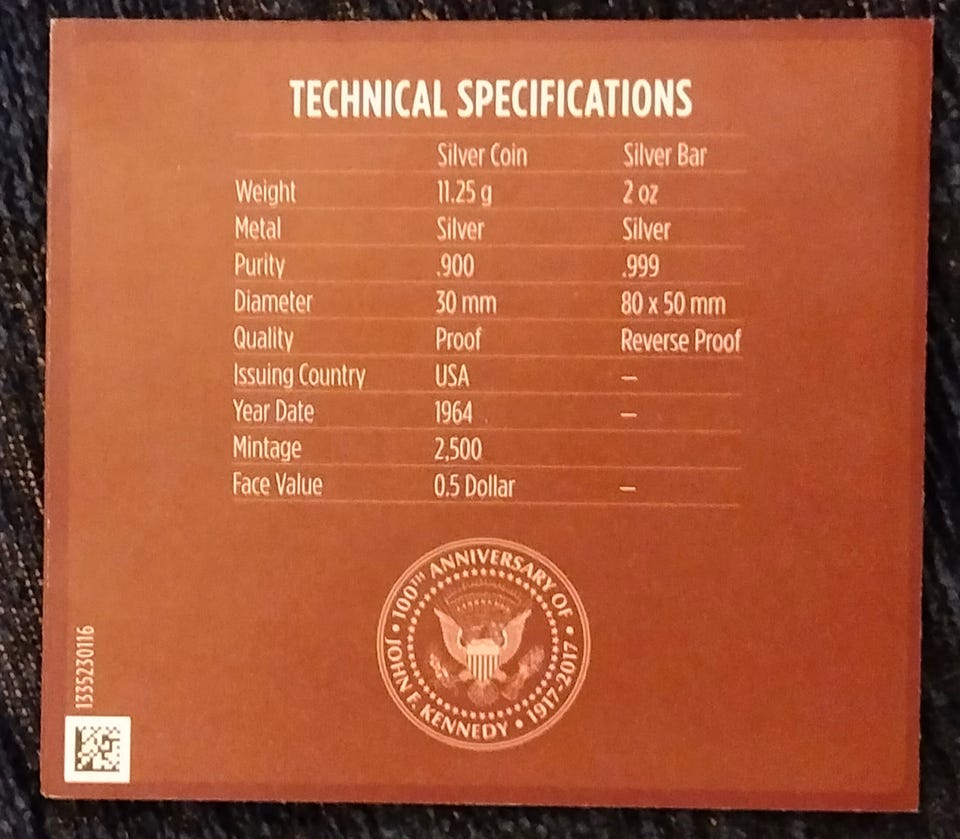 TECHNICAL SPECIFICATIONS
Silver Coin Silver Bar
Weight 11.25 g 2 oz
Metal Silver Silver
Purity .900 .999
Diameter 30 mm 80 x 50 mm
Quality Proof Reverse Proof
Issuing Country USA –
Year Date 1964 –
Mintage 2,500
Face Value 0.5 Dollar –
• 100TH ANNIVERSARY OF •
JOHN F. KENNEDY • 1917-2017
1335230116